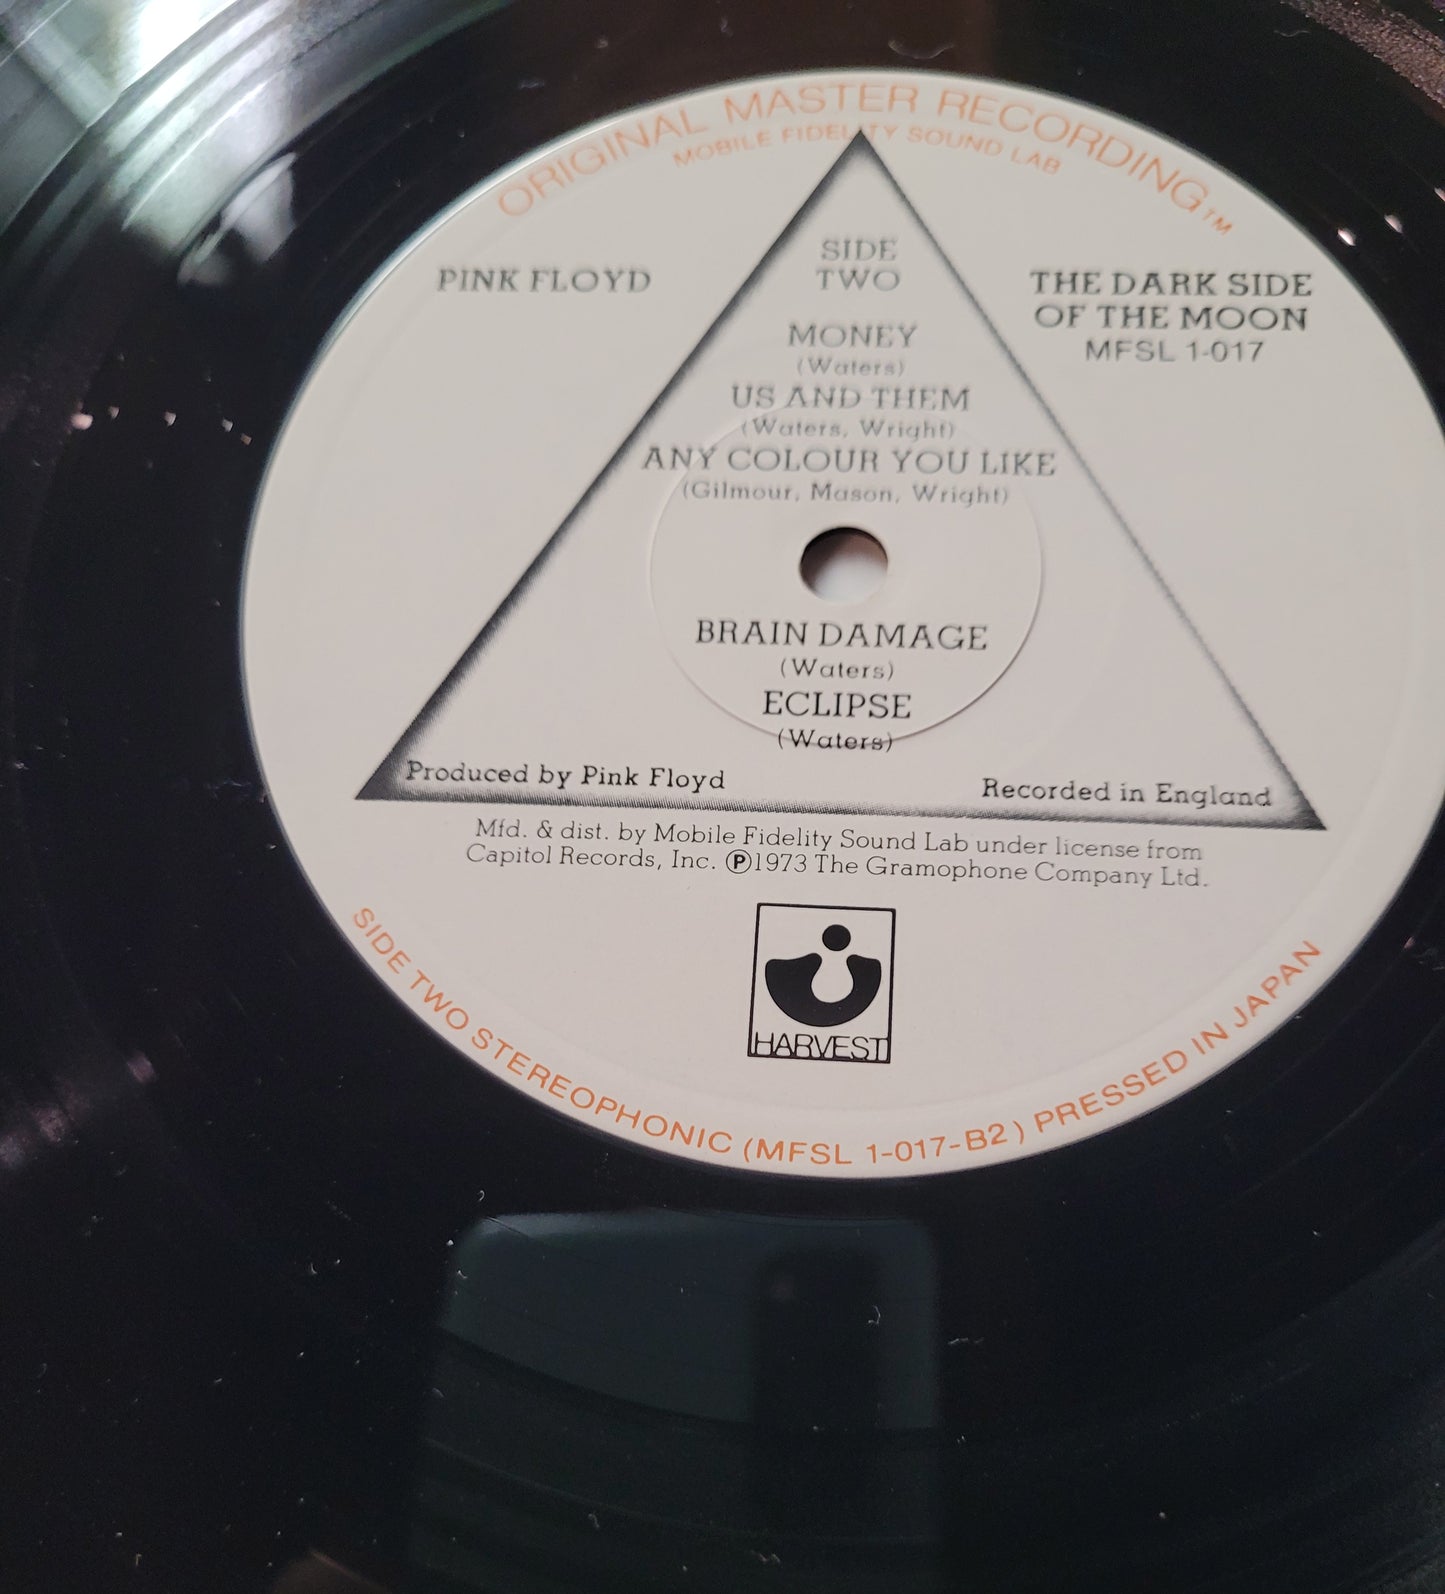 ORIGINAL MASTER RECORDING™
MOBILE FIDELITY SOUND LAB
SIDE
TWO
PINK FLOYD
THE DARK SIDE
OF THE MOON
MFSL 1-017
MONEY
(Waters)
US AND THEM
(Waters, Wright)
ANY COLOUR YOU LIKE
(Gilmour, Mason, Wright)
BRAIN DAMAGE
(Waters)
ECLIPSE
(Waters)
Produced by Pink Floyd
Recorded in England
Mfd. & dist. by Mobile Fidelity Sound Lab under license from
Capitol Records, Inc. ℗1973 The Gramophone Company Ltd.
HARVEST
SIDE TWO STEREOPHONIC (MFSL 1-017-B2) PRESSED IN JAPAN